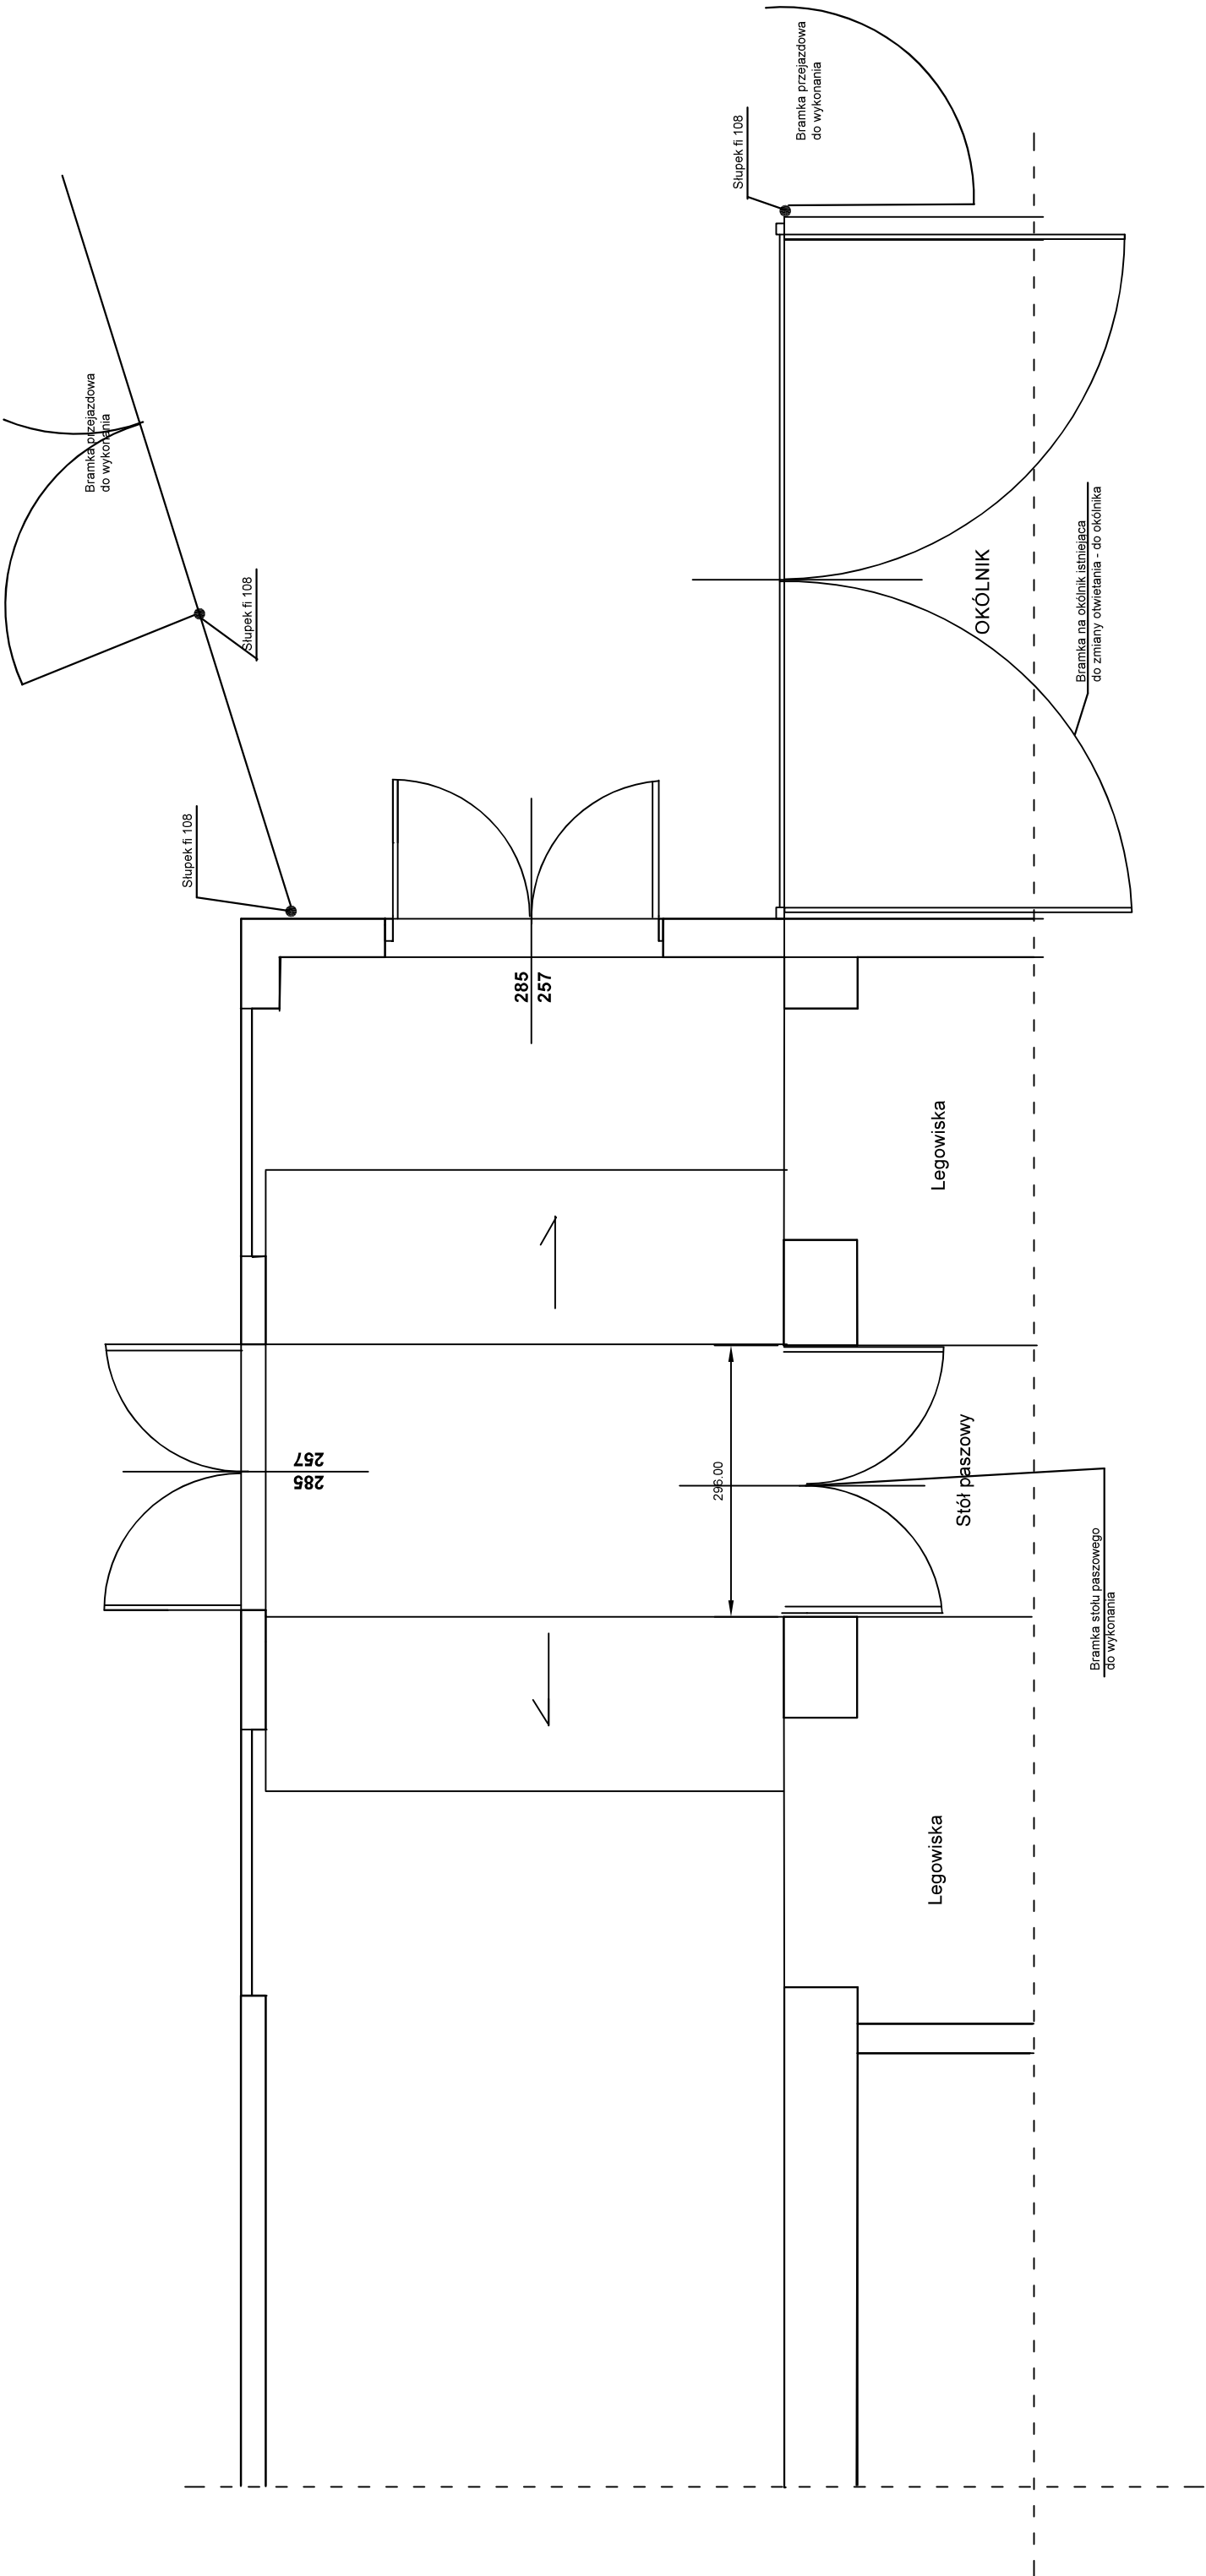 Bramka przejazdowa
do wykonania
Słupek fi 108
Bramka przejazdowa
do wykonania
Słupek fi 108
Słupek fi 108
OKÓLNIK
Bramka na okólnik istniejąca
do zmiany otwietania - do okólnika
285
257
Legowiska
285
257
296.00
Stół paszowy
Bramka stołu paszowego
do wykonania
Legowiska